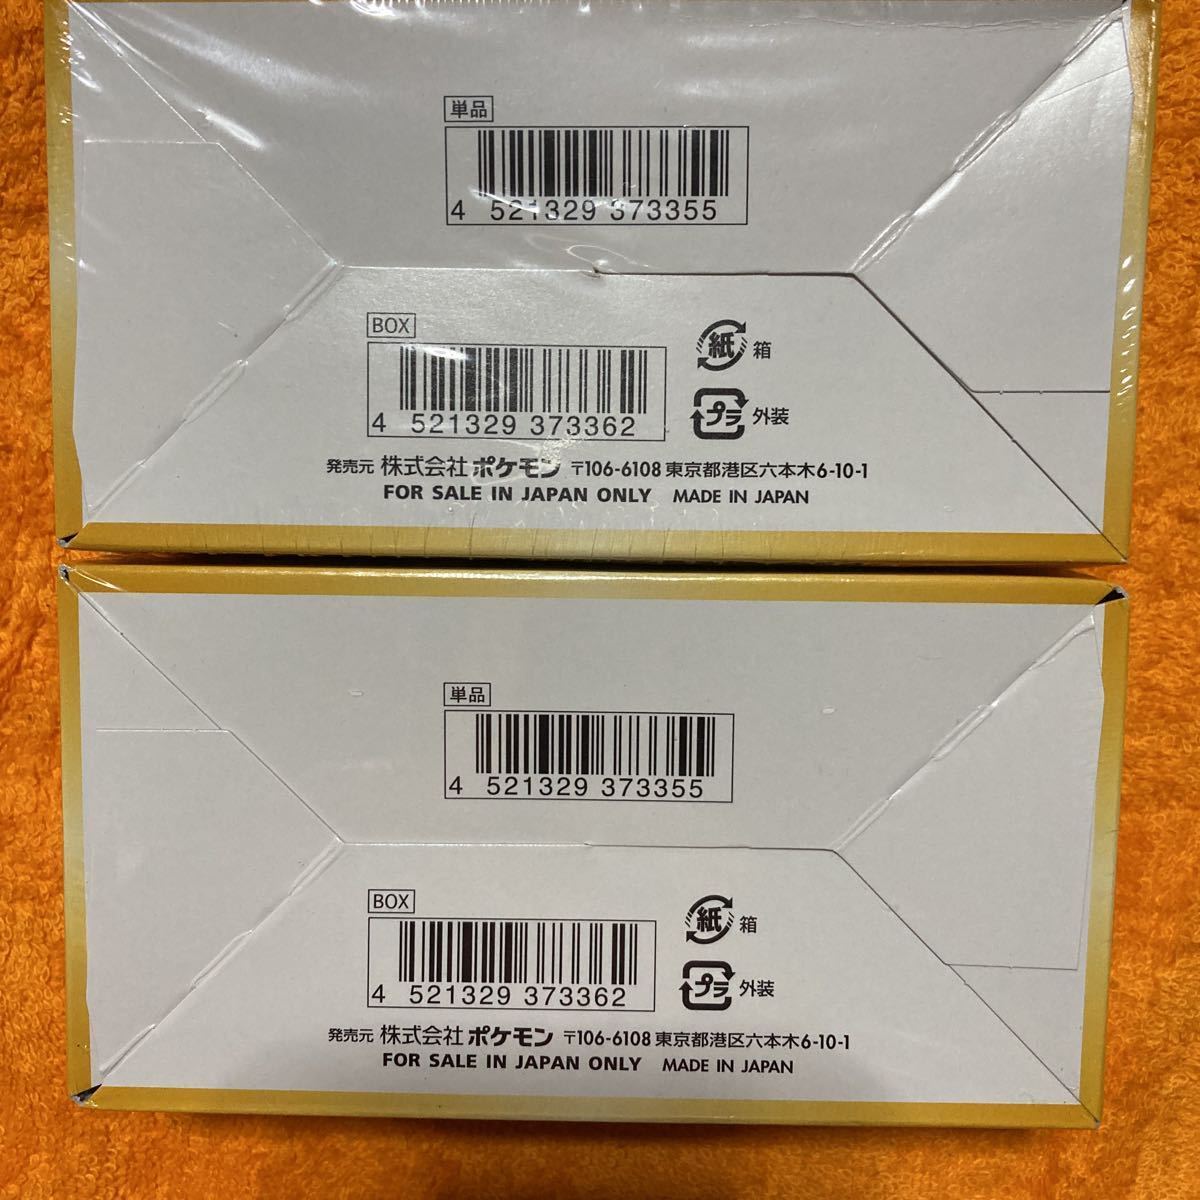 単品
4 521329 373355
BOX
紙 箱
4 521329 373362
プラ 外装
発売元 株式会社 ポケモン 〒106-6108 東京都港区六本木6-10-1
FOR SALE IN JAPAN ONLY MADE IN JAPAN
単品
4 521329 373355
BOX
紙 箱
4 521329 373362
プラ 外装
発売元 株式会社 ポケモン 〒106-6108 東京都港区六本木6-10-1
FOR SALE IN JAPAN ONLY MADE IN JAPAN